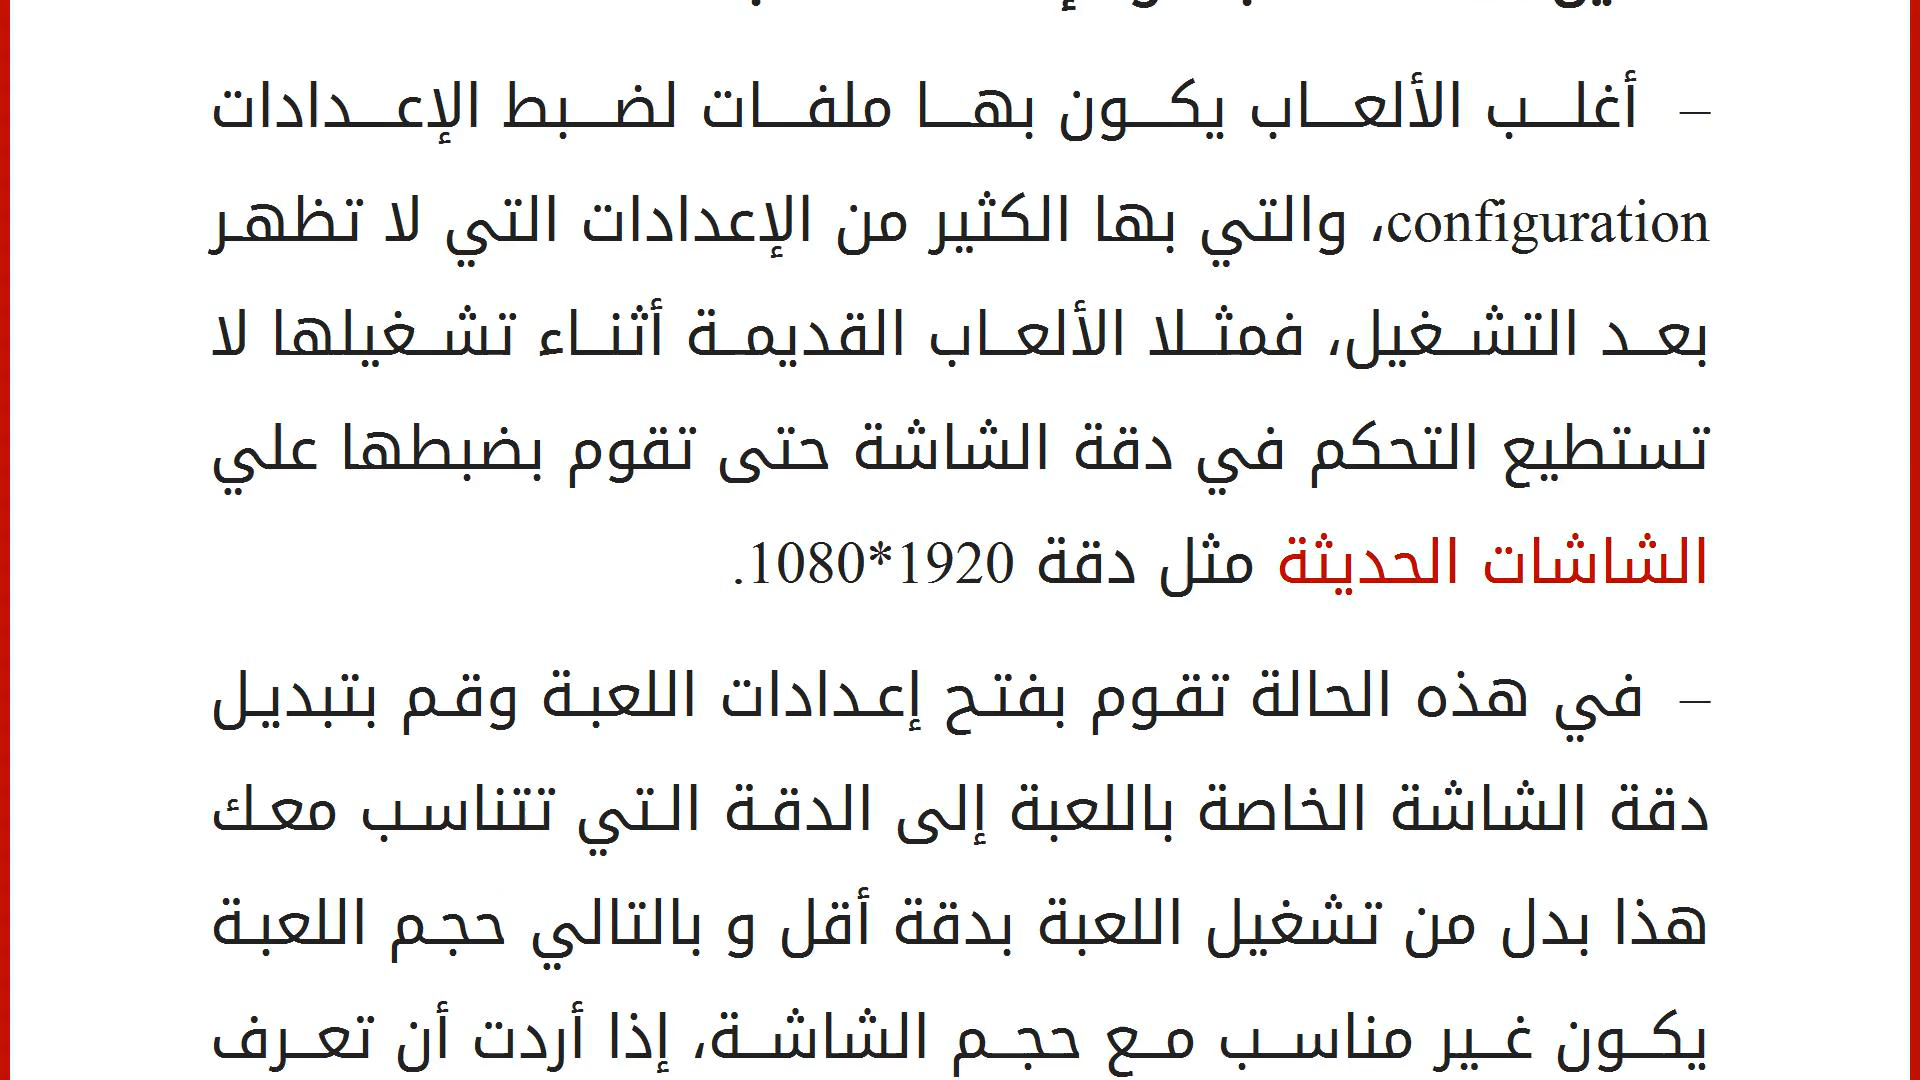 – أغلب الألعاب يكون بها ملفات لضبط الإعدادات
configuration، والتي بها الكثير من الإعدادات التي لا تظهر
بعد التشغيل، فمثلا الألعاب القديمة أثناء تشغيلها لا
تستطيع التحكم في دقة الشاشة حتى تقوم بضبطها علي
الشاشات الحديثة مثل دقة 1920*1080.
– في هذه الحالة تقوم بفتح إعدادات اللعبة وقم بتبديل
دقة الشاشة الخاصة باللعبة إلى الدقة التي تتناسب معك
هذا بدل من تشغيل اللعبة بدقة أقل و بالتالي حجم اللعبة
يكون غير مناسب مع حجم الشاشة، إذا أردت أن تعرف